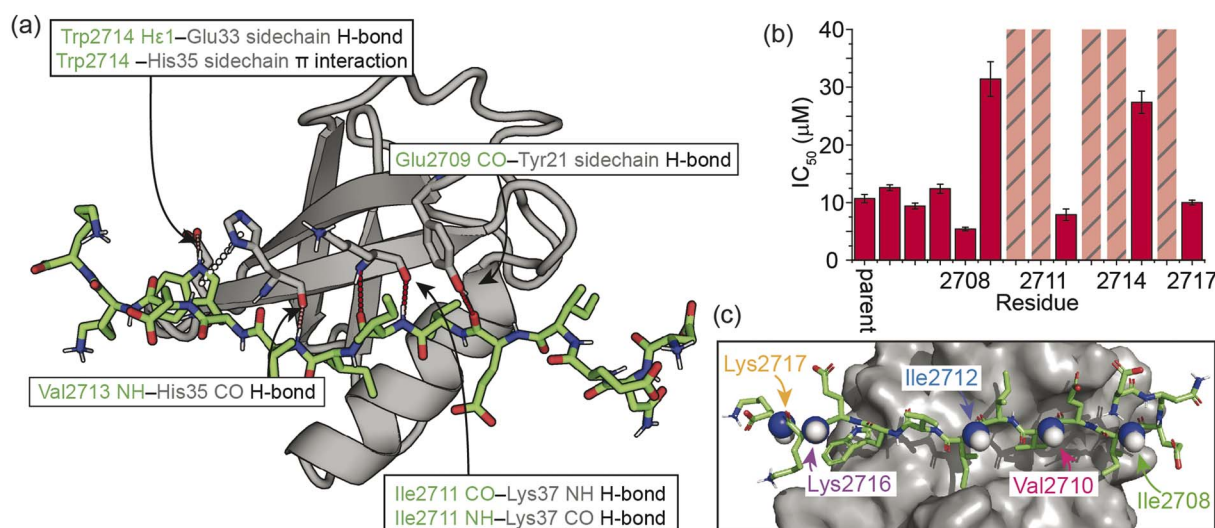 (a)
Trp2714 Hε1–Glu33 sidechain H-bond
Trp2714 –His35 sidechain π interaction
Glu2709 CO–Tyr21 sidechain H-bond
Val2713 NH–His35 CO H-bond
Ile2711 CO–Lys37 NH H-bond
Ile2711 NH–Lys37 CO H-bond
(b)
IC50 (μM)
40
30
20
10
0
parent
2708
2711
2714
2717
Residue
(c)
Lys2717
Ile2712
Lys2716
Val2710
Ile2708